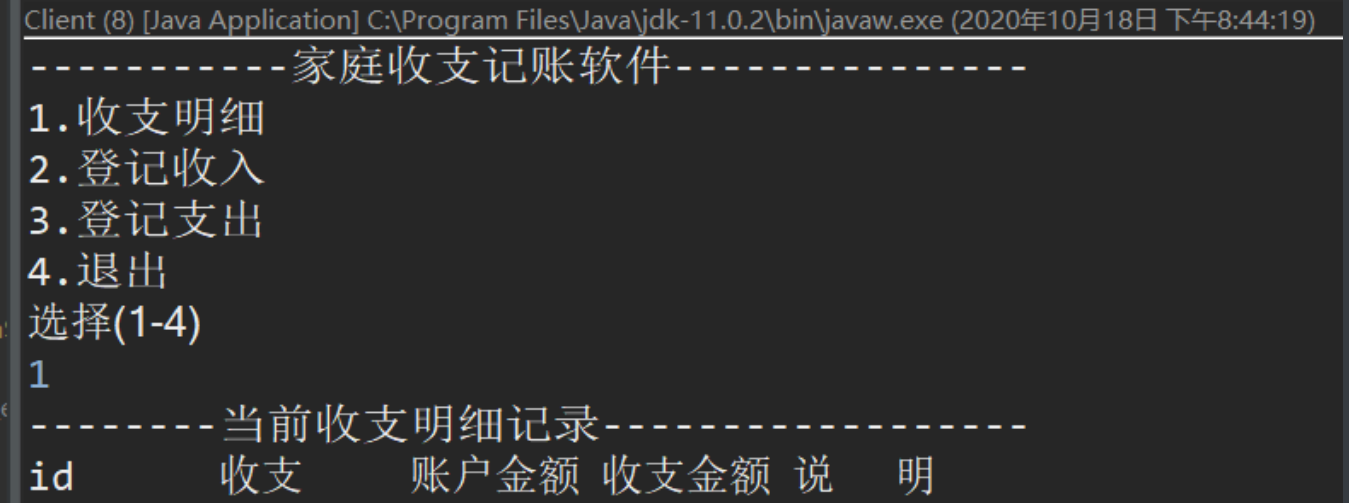 Client (8) [Java Application] C:\Program Files\Java\jdk-11.0.2\bin\javaw.exe (2020年10月18日 下午8:44:19)
-----------家庭收支记账软件---------------
1.收支明细
2.登记收入
3.登记支出
4.退出
选择(1-4)
1
--------当前收支明细记录------------------
id 收支 账户金额 收支金额 说 明